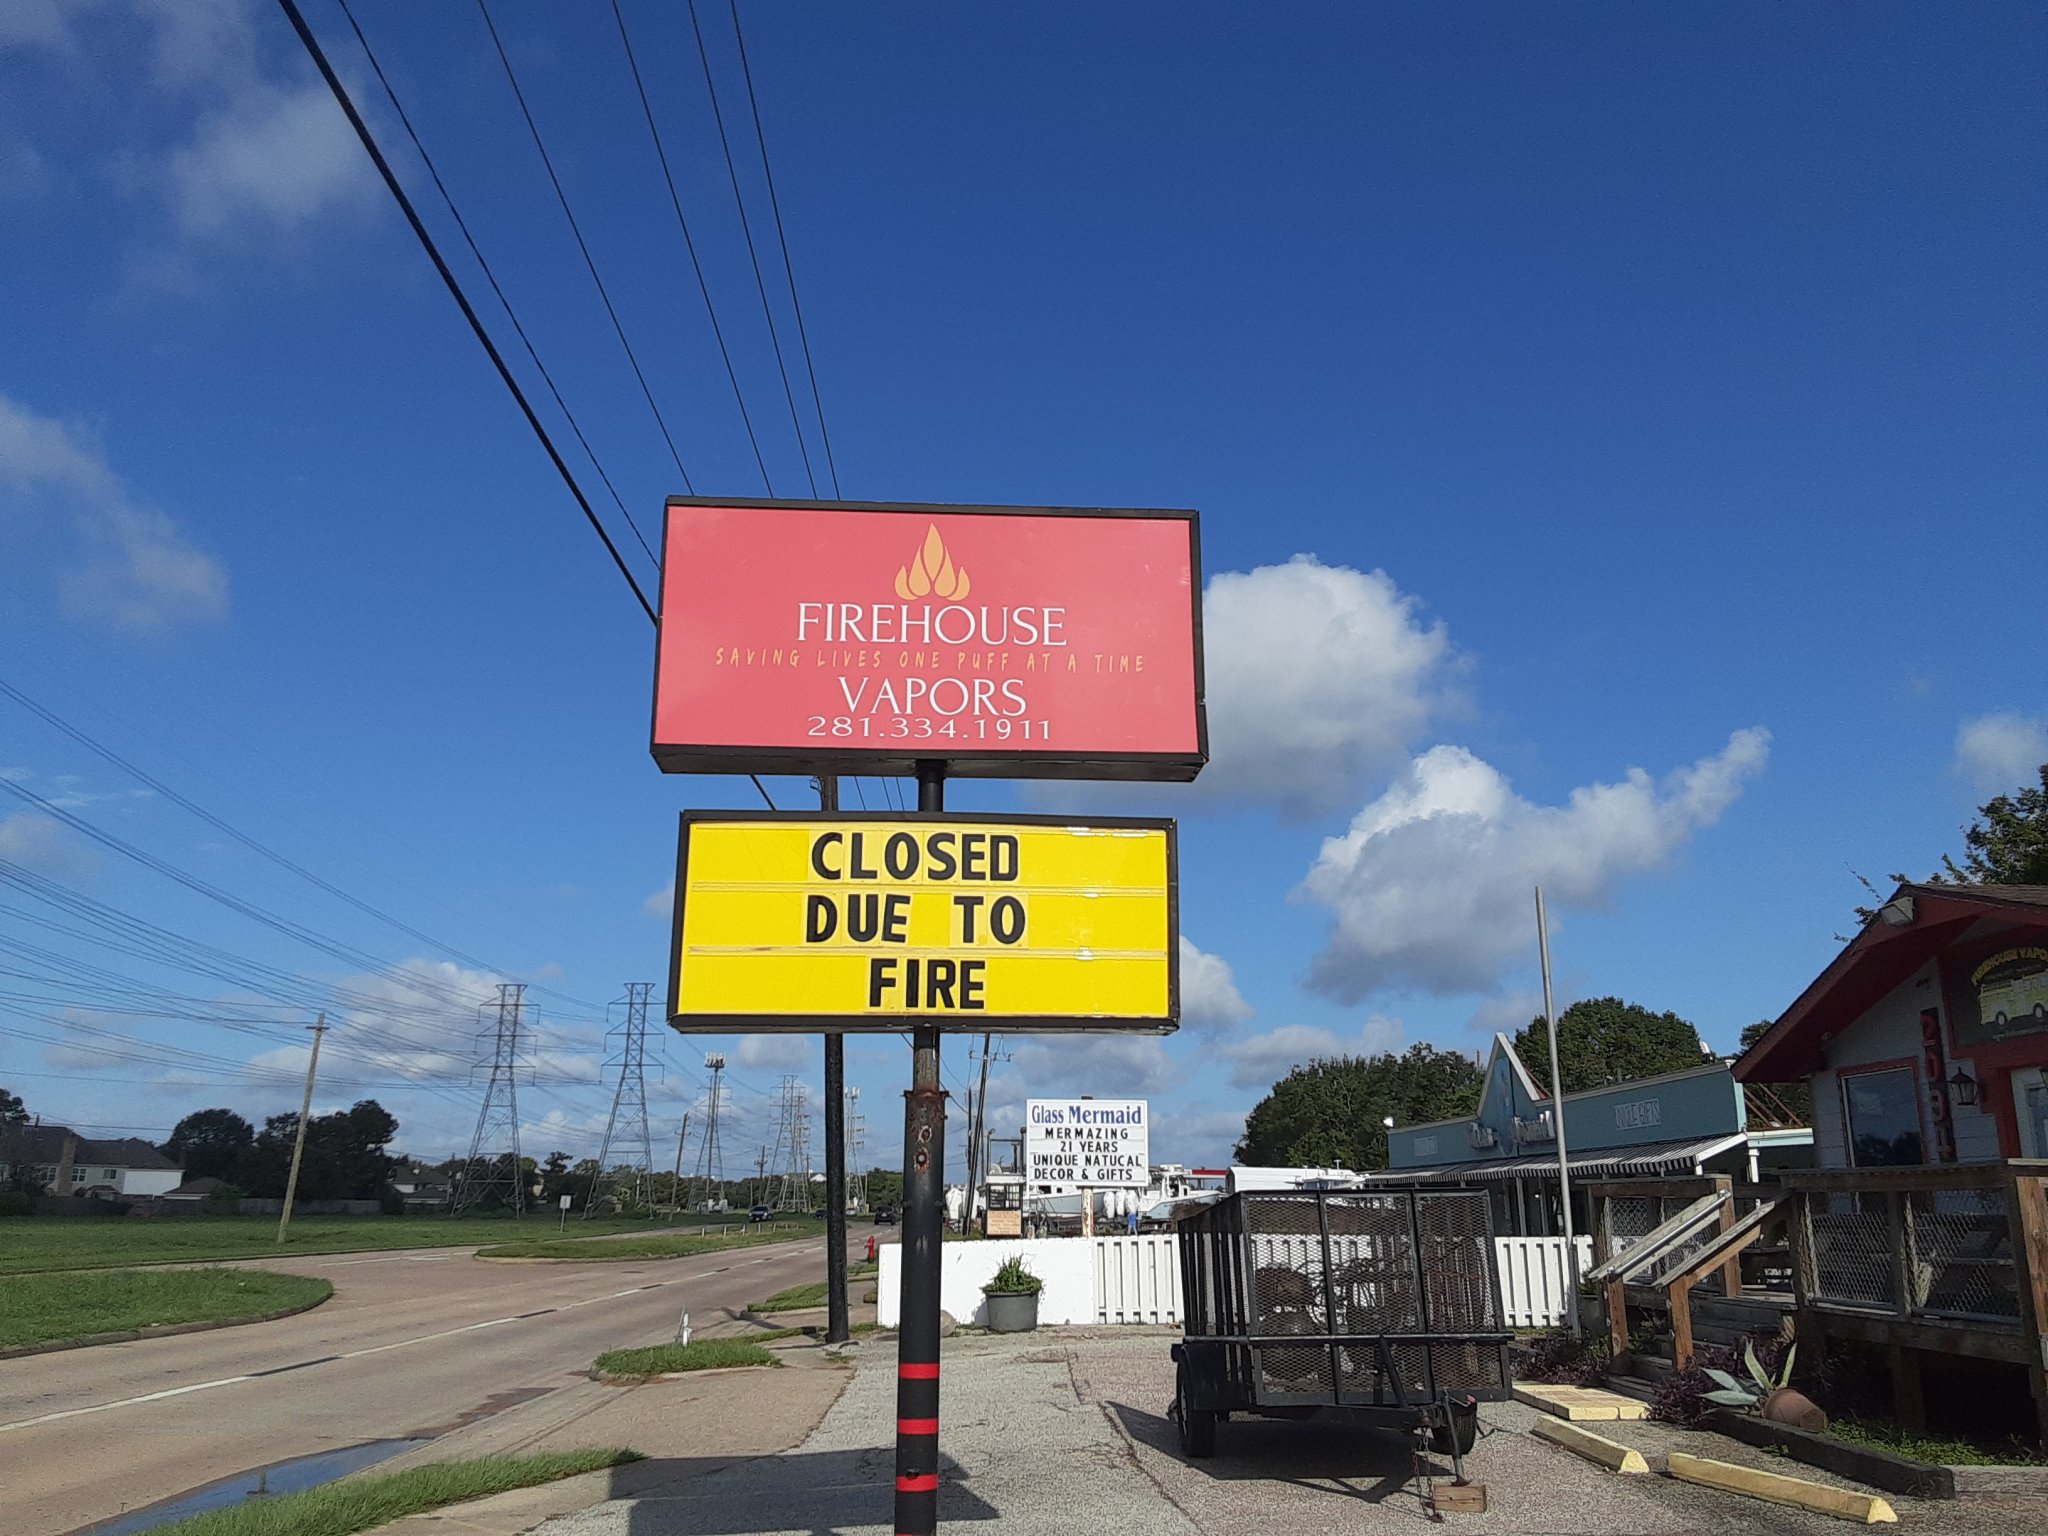 FIREHOUSE
SAVING LIVES ONE PUFF AT A TIME
VAPORS
281.334.1911
CLOSED
DUE TO
FIRE
Glass Mermaid
MERMAZING
21 YEARS
UNIQUE NATUCAL
DECOR & GIFTS
FIREHOUSE